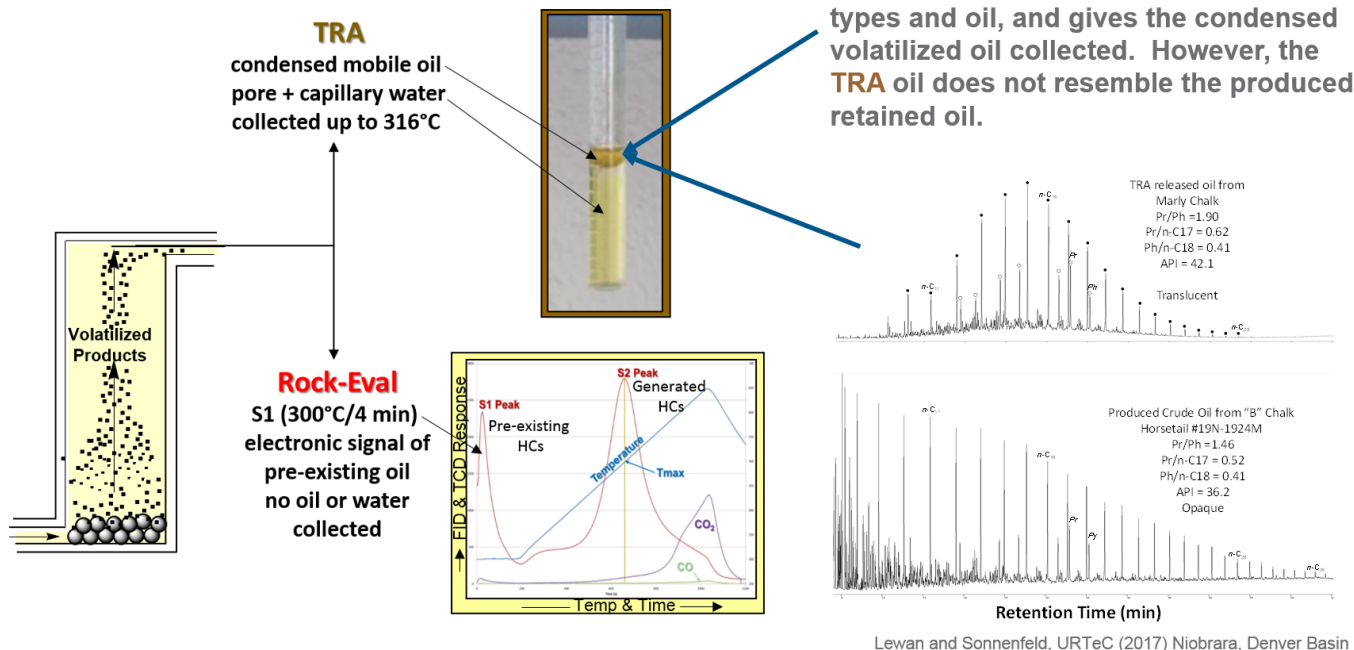 TRA
condensed mobile oil
pore + capillary water
collected up to 316°C
types and oil, and gives the condensed
volatilized oil collected. However, the
TRA oil does not resemble the produced
retained oil.
Volatilized
Products
Rock-Eval
S1 (300°C/4 min)
electronic signal of
pre-existing oil
no oil or water
collected
FID & TCD Response
S1 Peak
Pre-existing
HCs
S2 Peak
Generated
HCs
Temperature
Tmax
CO₂
CO
Temp & Time
TRA released oil from
Marly Chalk
Pr/Ph =1.90
Pr/n-C17 = 0.62
Ph/n-C18 = 0.41
API = 42.1
Translucent
Pr
Ph
Produced Crude Oil from “B” Chalk
Horsetail #19N-1924M
Pr/Ph = 1.46
Pr/n-C17 = 0.52
Ph/n-C18 = 0.41
API = 36.2
Opaque
Pr
Py
Retention Time (min)
Lewan and Sonnenfeld, URTeC (2017) Niobrara, Denver Basin